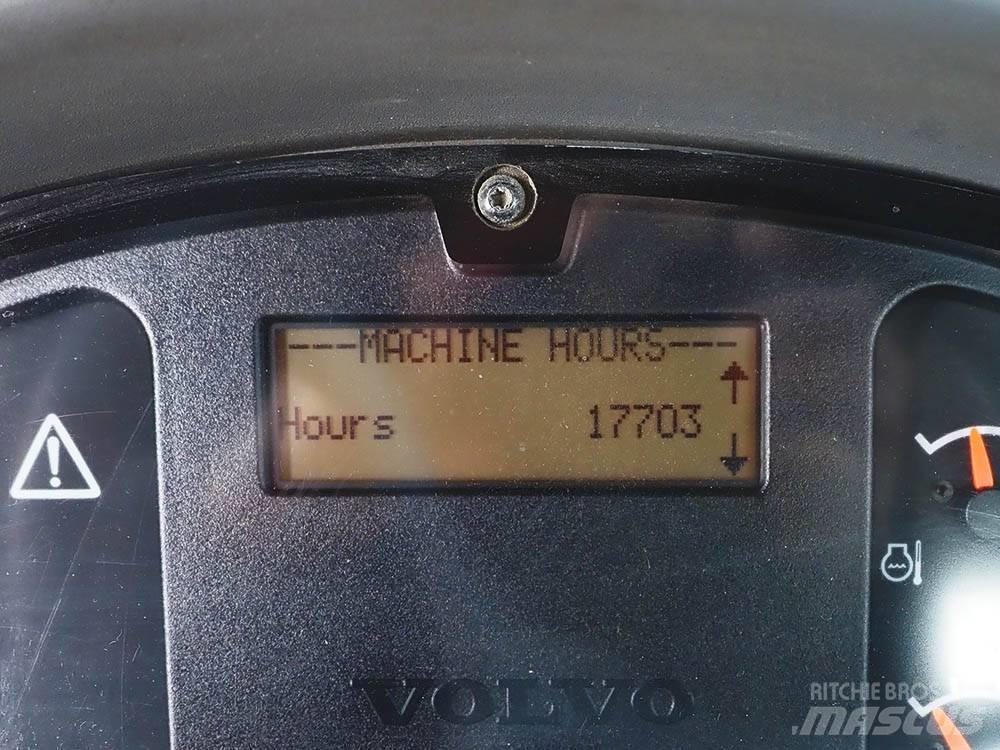 ---MACHINE HOURS---
Hours 17703
VOLVO
RITCHIE BROS
MASCUS